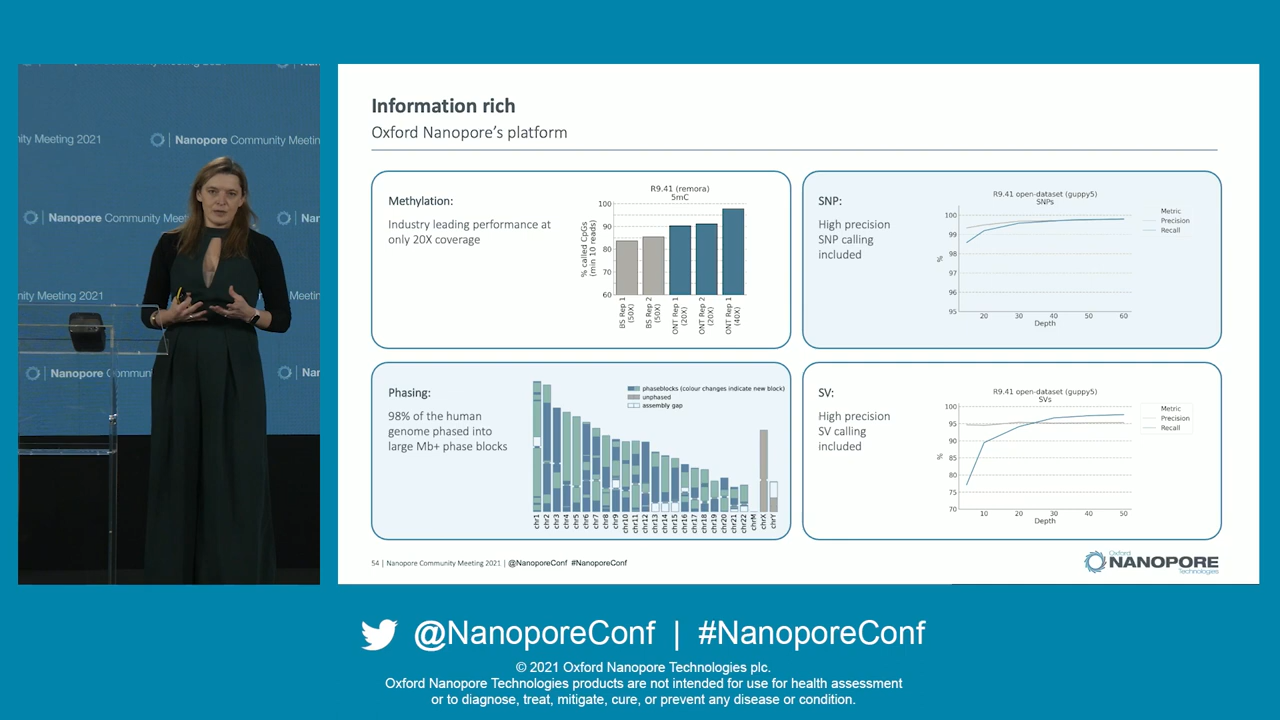 Community Meeting 2021
ity Meeting 2021
Nanopore Community Meetin
Nanopore Community Mee
Nan
ity Meeting 2021
Meetin
Nanopore Commun
Nar
Information rich
Oxford Nanopore’s platform
Methylation:
Industry leading performance at
only 20X coverage
R9.41 (remora)
5mC
% called CpGs
(min 10 reads)
100
90
80
70
60
BS Rep 1
(50X)
BS Rep 2
(50X)
ONT Rep 1
(20X)
ONT Rep 2
(20X)
ONT Rep 1
(40X)
SNP:
High precision
SNP calling
included
R9.41 open-dataset (guppy5)
SNPs
%
100
99
98
97
96
95
20
30
40
50
60
Depth
Metric
Precision
Recall
Phasing:
98% of the human
genome phased into
large Mb+ phase blocks
phaseblocks (colour changes indicate new block)
unphased
assembly gap
chr1
chr2
chr3
chr4
chr5
chr6
chr7
chr8
chr9
chr10
chr11
chr12
chr13
chr14
chr15
chr16
chr17
chr18
chr19
chr20
chr21
chr22
chrM
chrX
chrY
SV:
High precision
SV calling
included
R9.41 open-dataset (guppy5)
SVs
%
100
95
90
85
80
75
70
10
20
30
40
50
Depth
Metric
Precision
Recall
54 | Nanopore Community Meeting 2021 | @NanoporeConf #NanoporeConf
Oxford
NANOPORE
Technologies
@NanoporeConf | #NanoporeConf
© 2021 Oxford Nanopore Technologies plc.
Oxford Nanopore Technologies products are not intended for use for health assessment
or to diagnose, treat, mitigate, cure, or prevent any disease or condition.